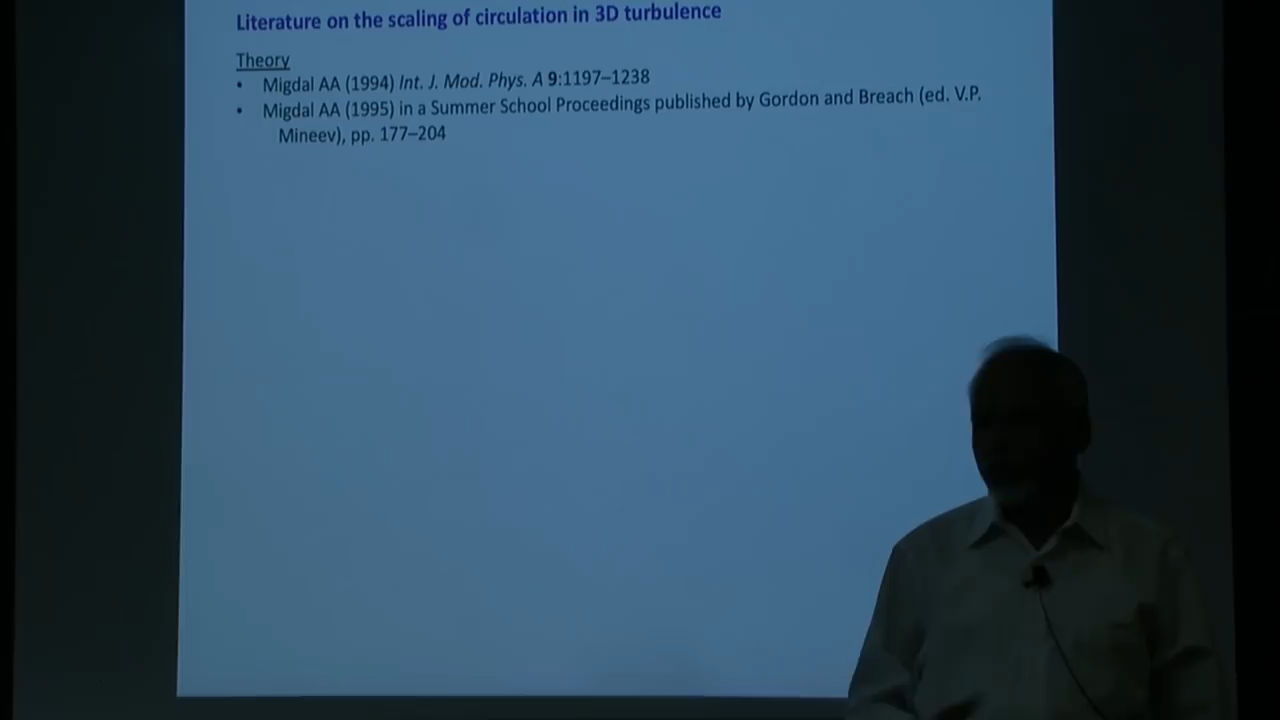 Literature on the scaling of circulation in 3D turbulence
Theory
• Migdal AA (1994) Int. J. Mod. Phys. A 9:1197–1238
• Migdal AA (1995) in a Summer School Proceedings published by Gordon and Breach (ed. V.P.
Mineev), pp. 177–204